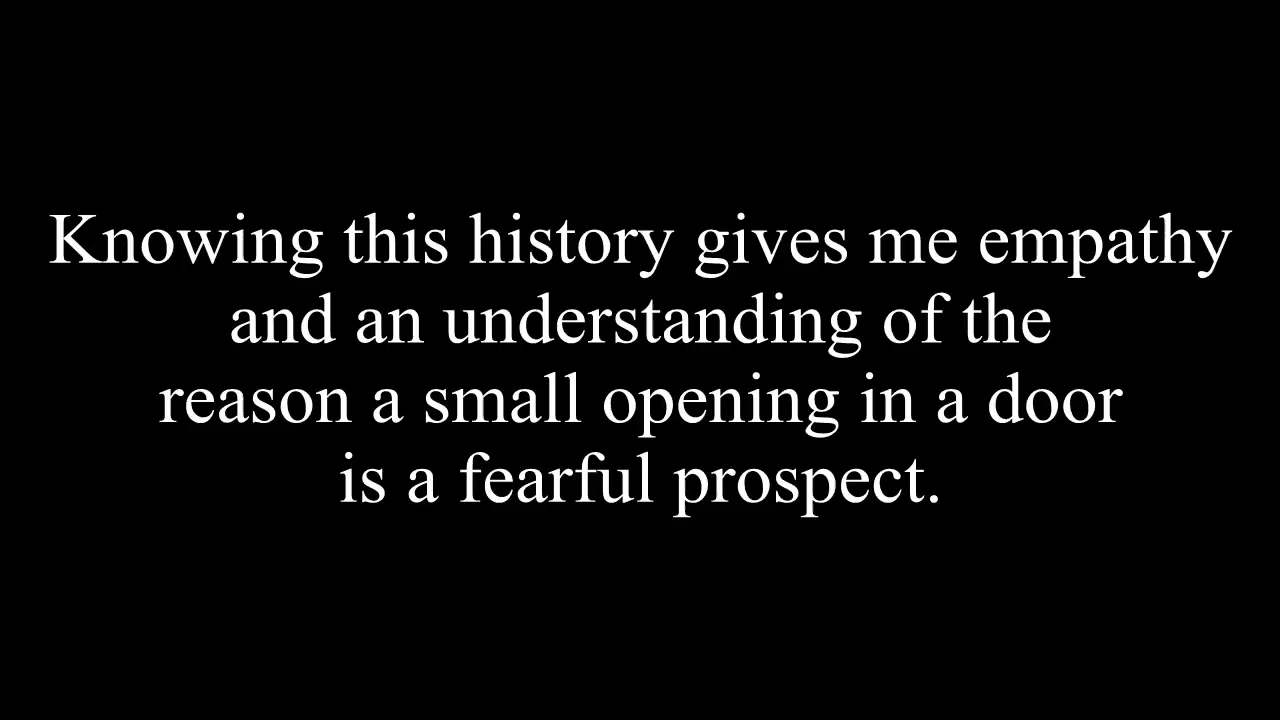 Knowing this history gives me empathy
and an understanding of the
reason a small opening in a door
is a fearful prospect.